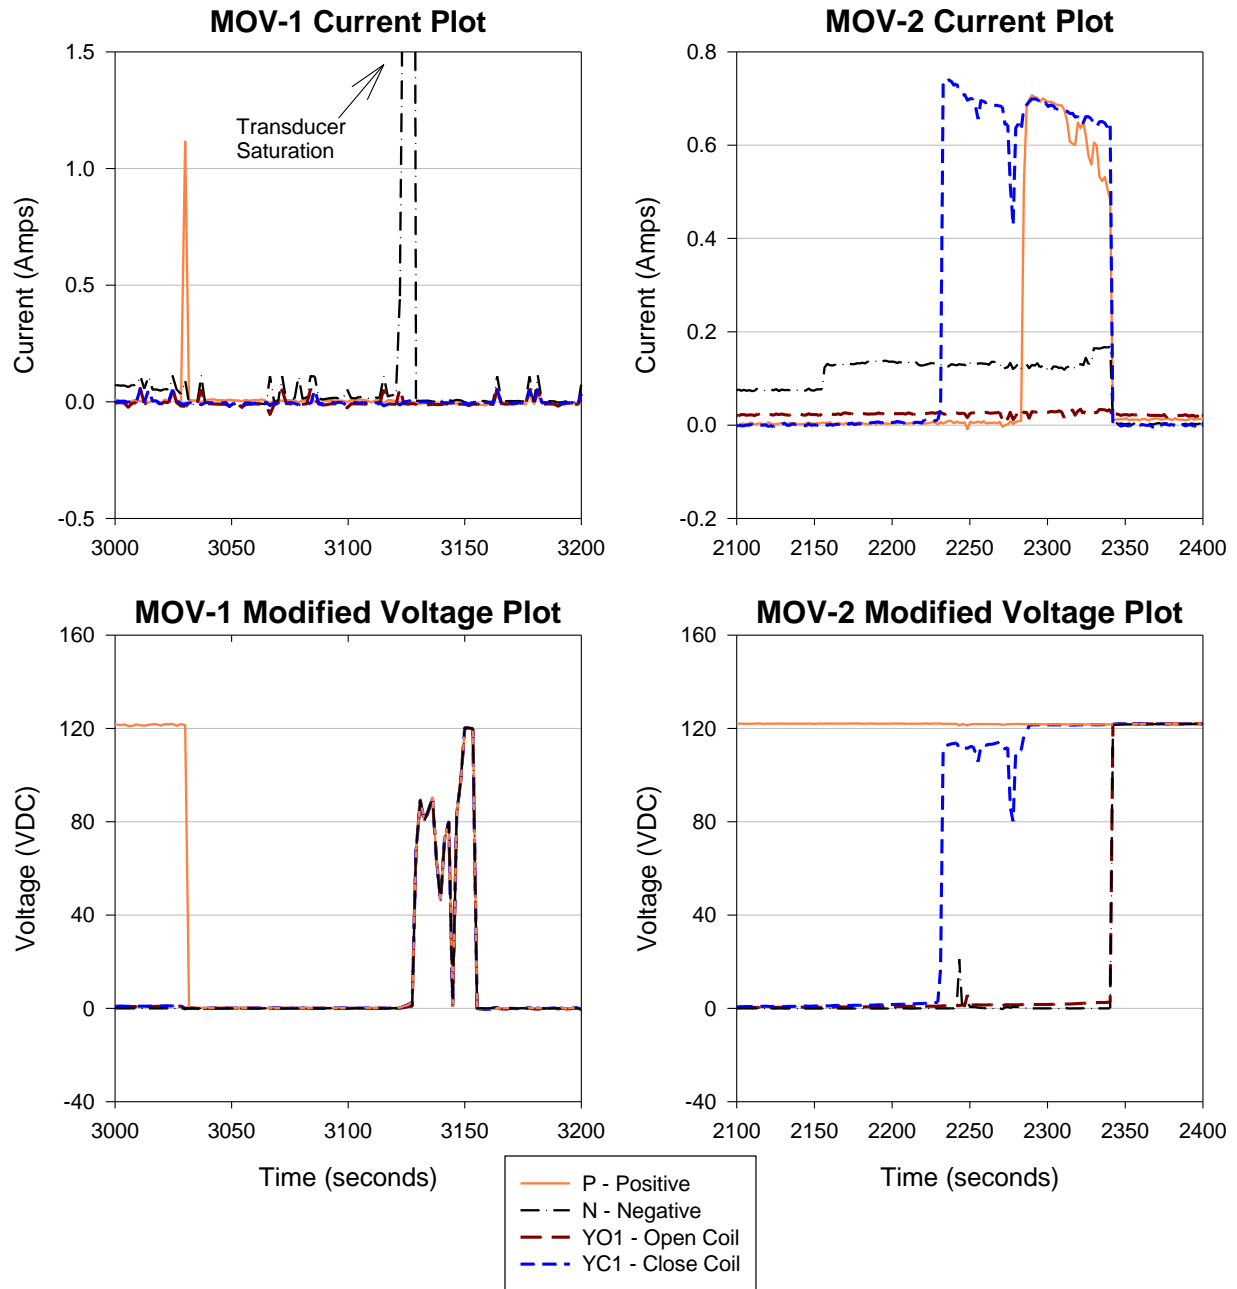 MOV-1 Current Plot
1.5
1.0
0.5
0.0
-0.5
Current (Amps)
Transducer
Saturation
3000
3050
3100
3150
3200
MOV-2 Current Plot
0.8
0.6
0.4
0.2
0.0
-0.2
Current (Amps)
2100
2150
2200
2250
2300
2350
2400
MOV-1 Modified Voltage Plot
160
120
80
40
0
-40
Voltage (VDC)
3000
3050
3100
3150
3200
Time (seconds)
MOV-2 Modified Voltage Plot
160
120
80
40
0
-40
Voltage (VDC)
2100
2150
2200
2250
2300
2350
2400
Time (seconds)
P - Positive
N - Negative
YO1 - Open Coil
YC1 - Close Coil